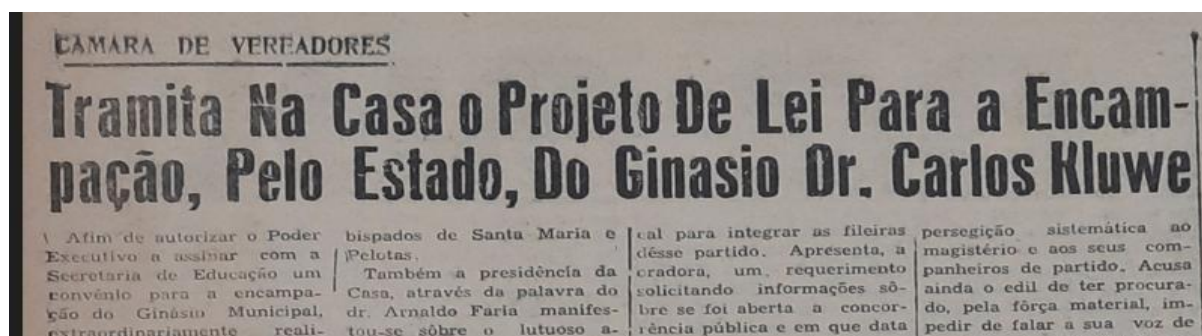 CAMARA DE VEREADORES
Tramita Na Casa o Projeto De Lei Para a Encam-
pação, Pelo Estado, Do Ginasio Dr. Carlos Kluwe
Afim de autorizar o Poder
Executivo a assinar com a
Secretaria de Educação um
convênio para a encampa-
ção do Ginásio Municipal,
extraordinariamente reali-
bispados de Santa Maria e
Pelotas.
Também a presidência da
Casa, através da palavra do
dr. Arnaldo Faria manifes-
tou-se sôbre o lutuoso a-
cal para integrar as fileiras
dêsse partido. Apresenta, a
oradora, um requerimento
solicitando informações sô-
bre se foi aberta a concor-
rência pública e em que data
persegição sistemática ao
magistério e aos seus com-
panheiros de partido. Acusa
ainda o edil de ter procura-
do, pela fôrça material, im-
pedir de falar a sua voz de